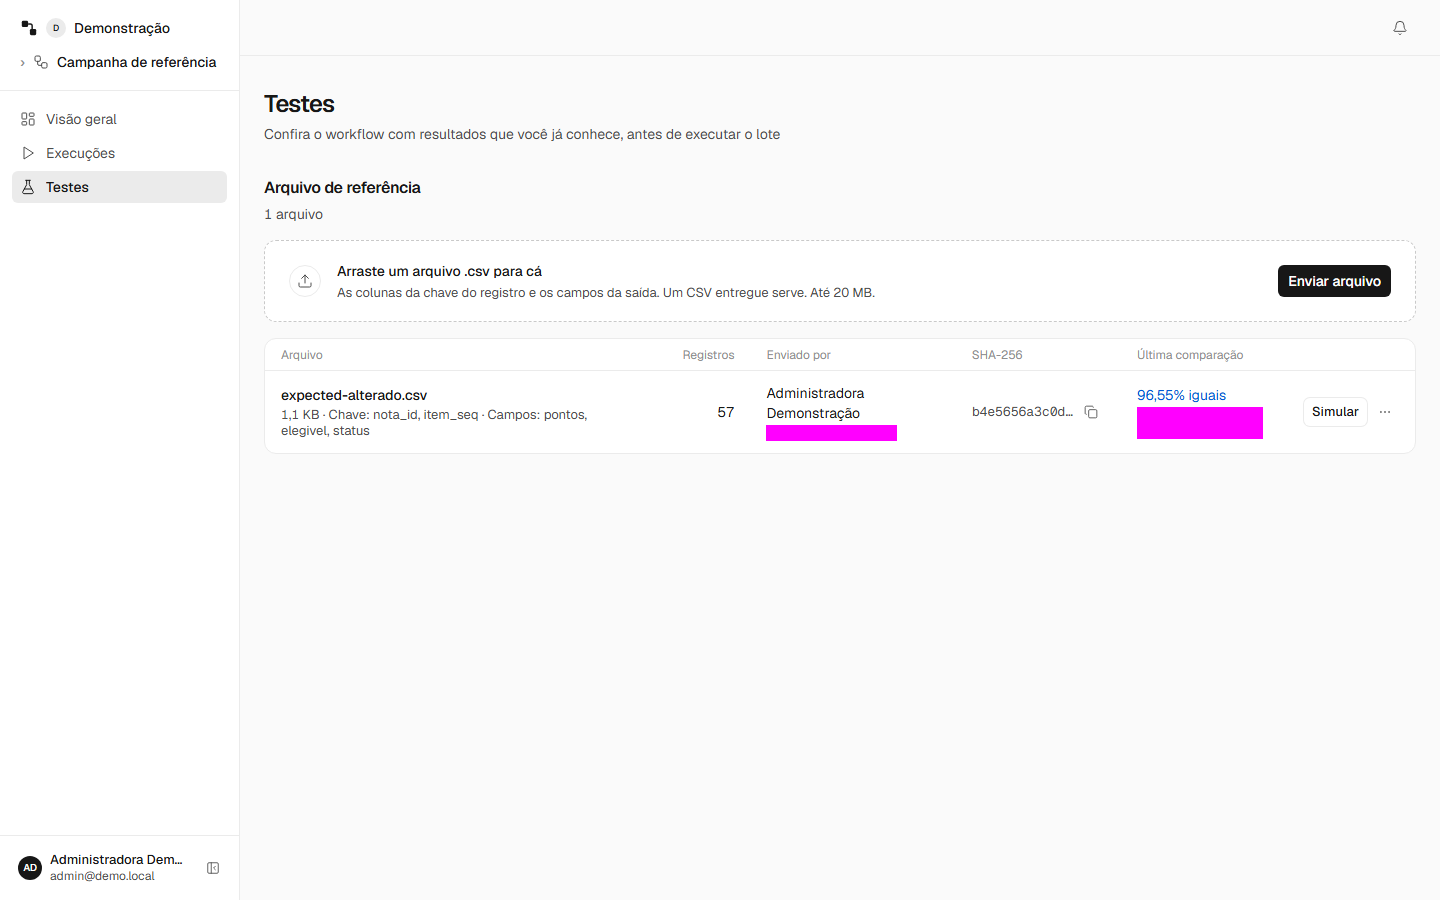 D Demonstração
Campanha de referência
Visão geral
Execuções
Testes
Testes
Confira o workflow com resultados que você já conhece, antes de executar o lote
Arquivo de referência
1 arquivo
Arraste um arquivo .csv para cá
As colunas da chave do registro e os campos da saída. Um CSV entregue serve. Até 20 MB.
Enviar arquivo
Arquivo Registros Enviado por SHA-256 Última comparação
expected-alterado.csv
1,1 KB · Chave: nota_id, item_seq · Campos: pontos,
elegivel, status
57
Administradora
Demonstração
b4e5656a3c0d…
96,55% iguais
Simular
AD
Administradora Dem…
admin@demo.local